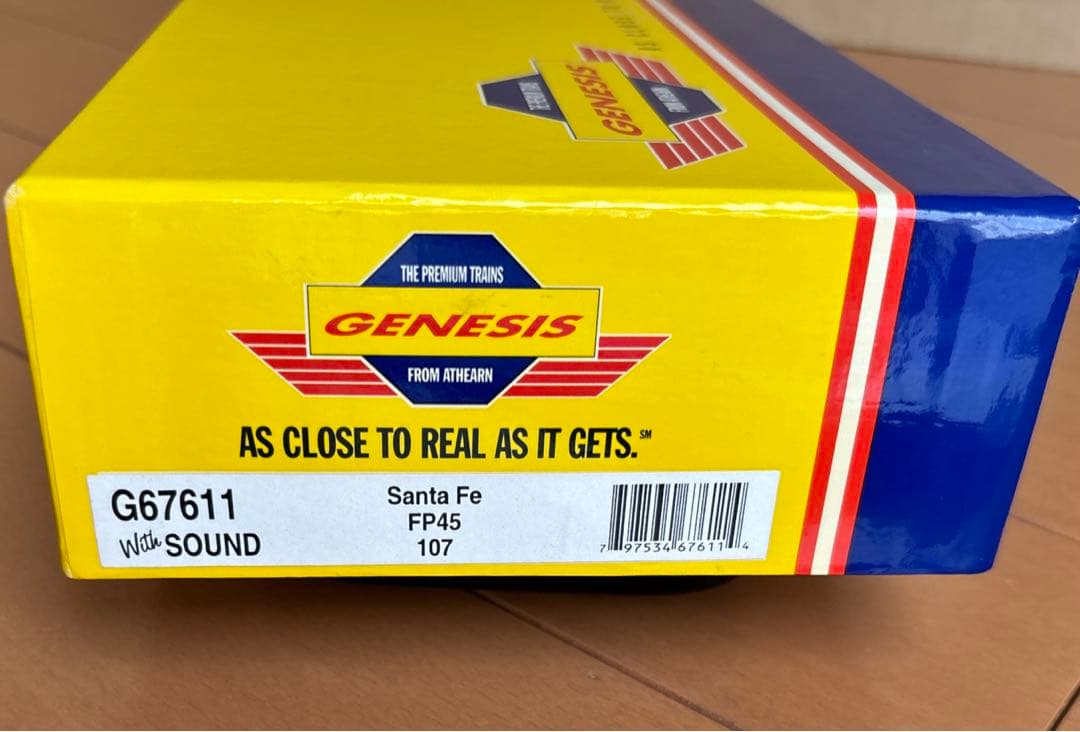 GENESIS
THE PREMIUM TRAINS
GENESIS
FROM ATHEARN
AS CLOSE TO REAL AS IT GETS.℠
G67611
With SOUND
Santa Fe
FP45
107
7 97534 67611 4